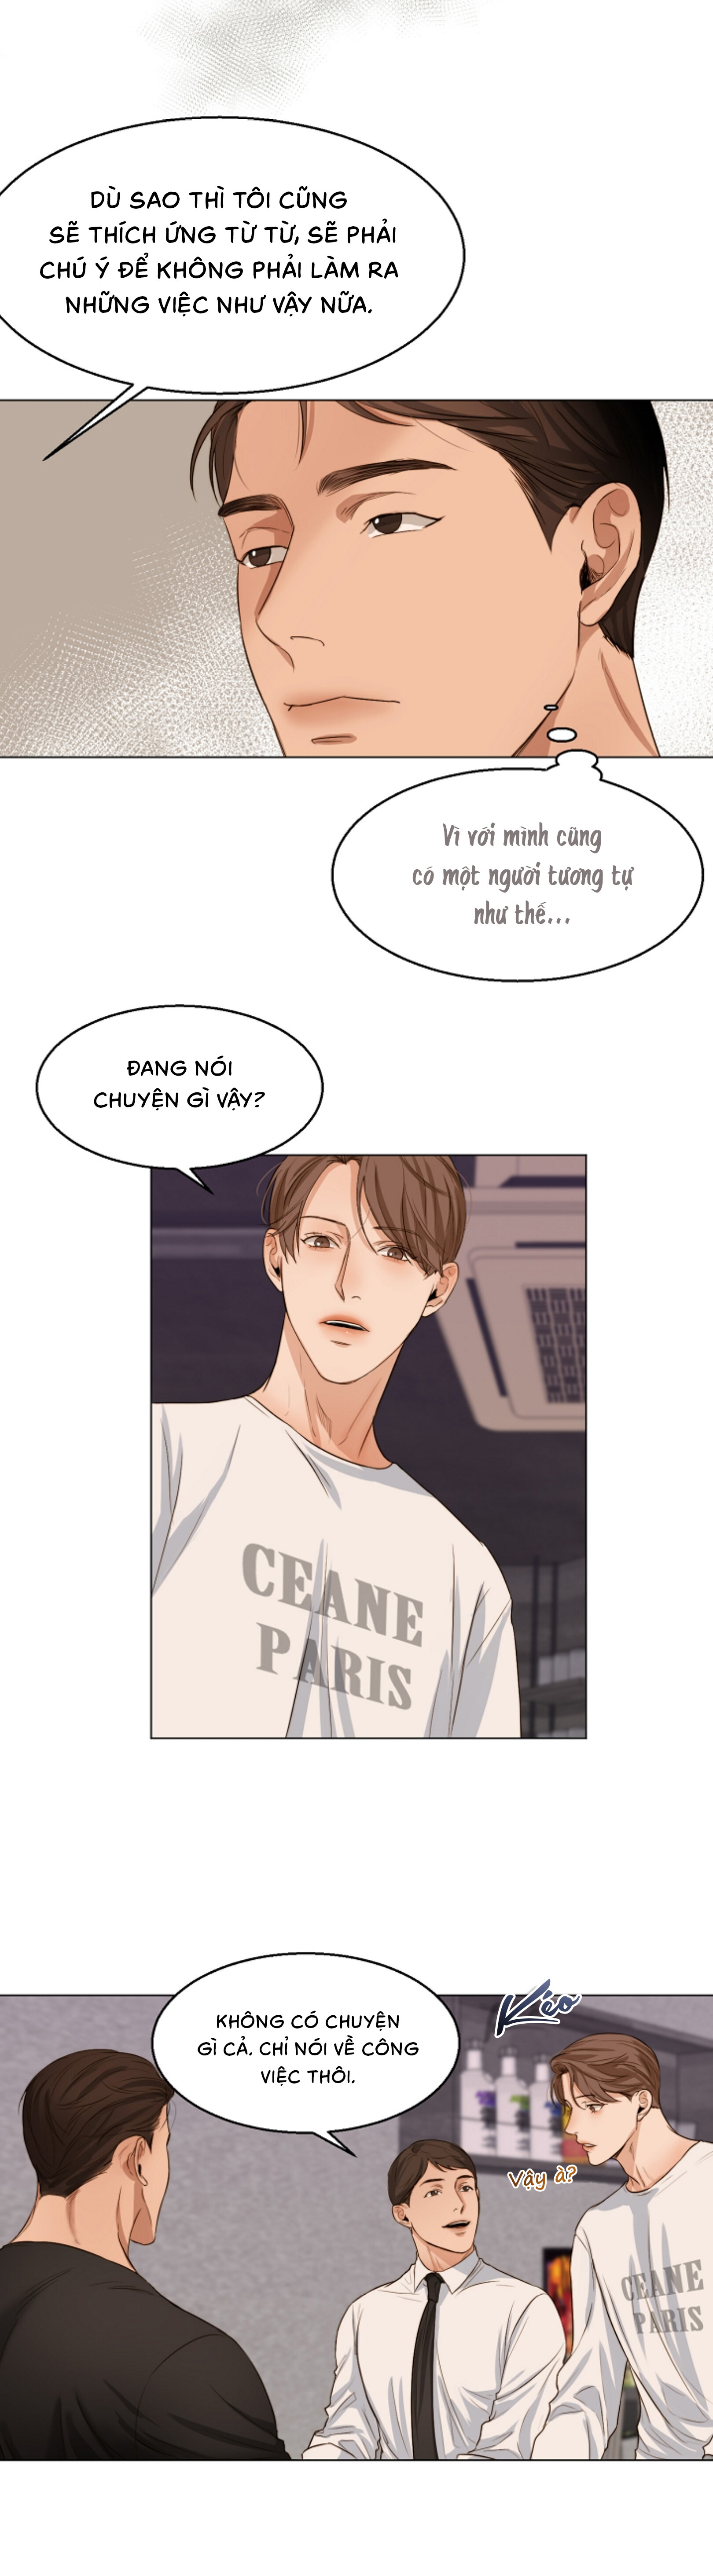 DÙ SAO THÌ TÔI CŨNG
SẼ THÍCH ỨNG TỪ TỪ, SẼ PHẢI
CHÚ Ý ĐỂ KHÔNG PHẢI LÀM RA
NHỮNG VIỆC NHƯ VẬY NỮA.
Vì với mình cũng
có một người tương tự
như thế...
ĐANG NÓI
CHUYỆN GÌ VẬY?
CEANE
PARIS
KHÔNG CÓ CHUYỆN
GÌ CẢ. CHỈ NÓI VỀ CÔNG
VIỆC THÔI.
Kéo
Vậy à?
CEANE
PARIS